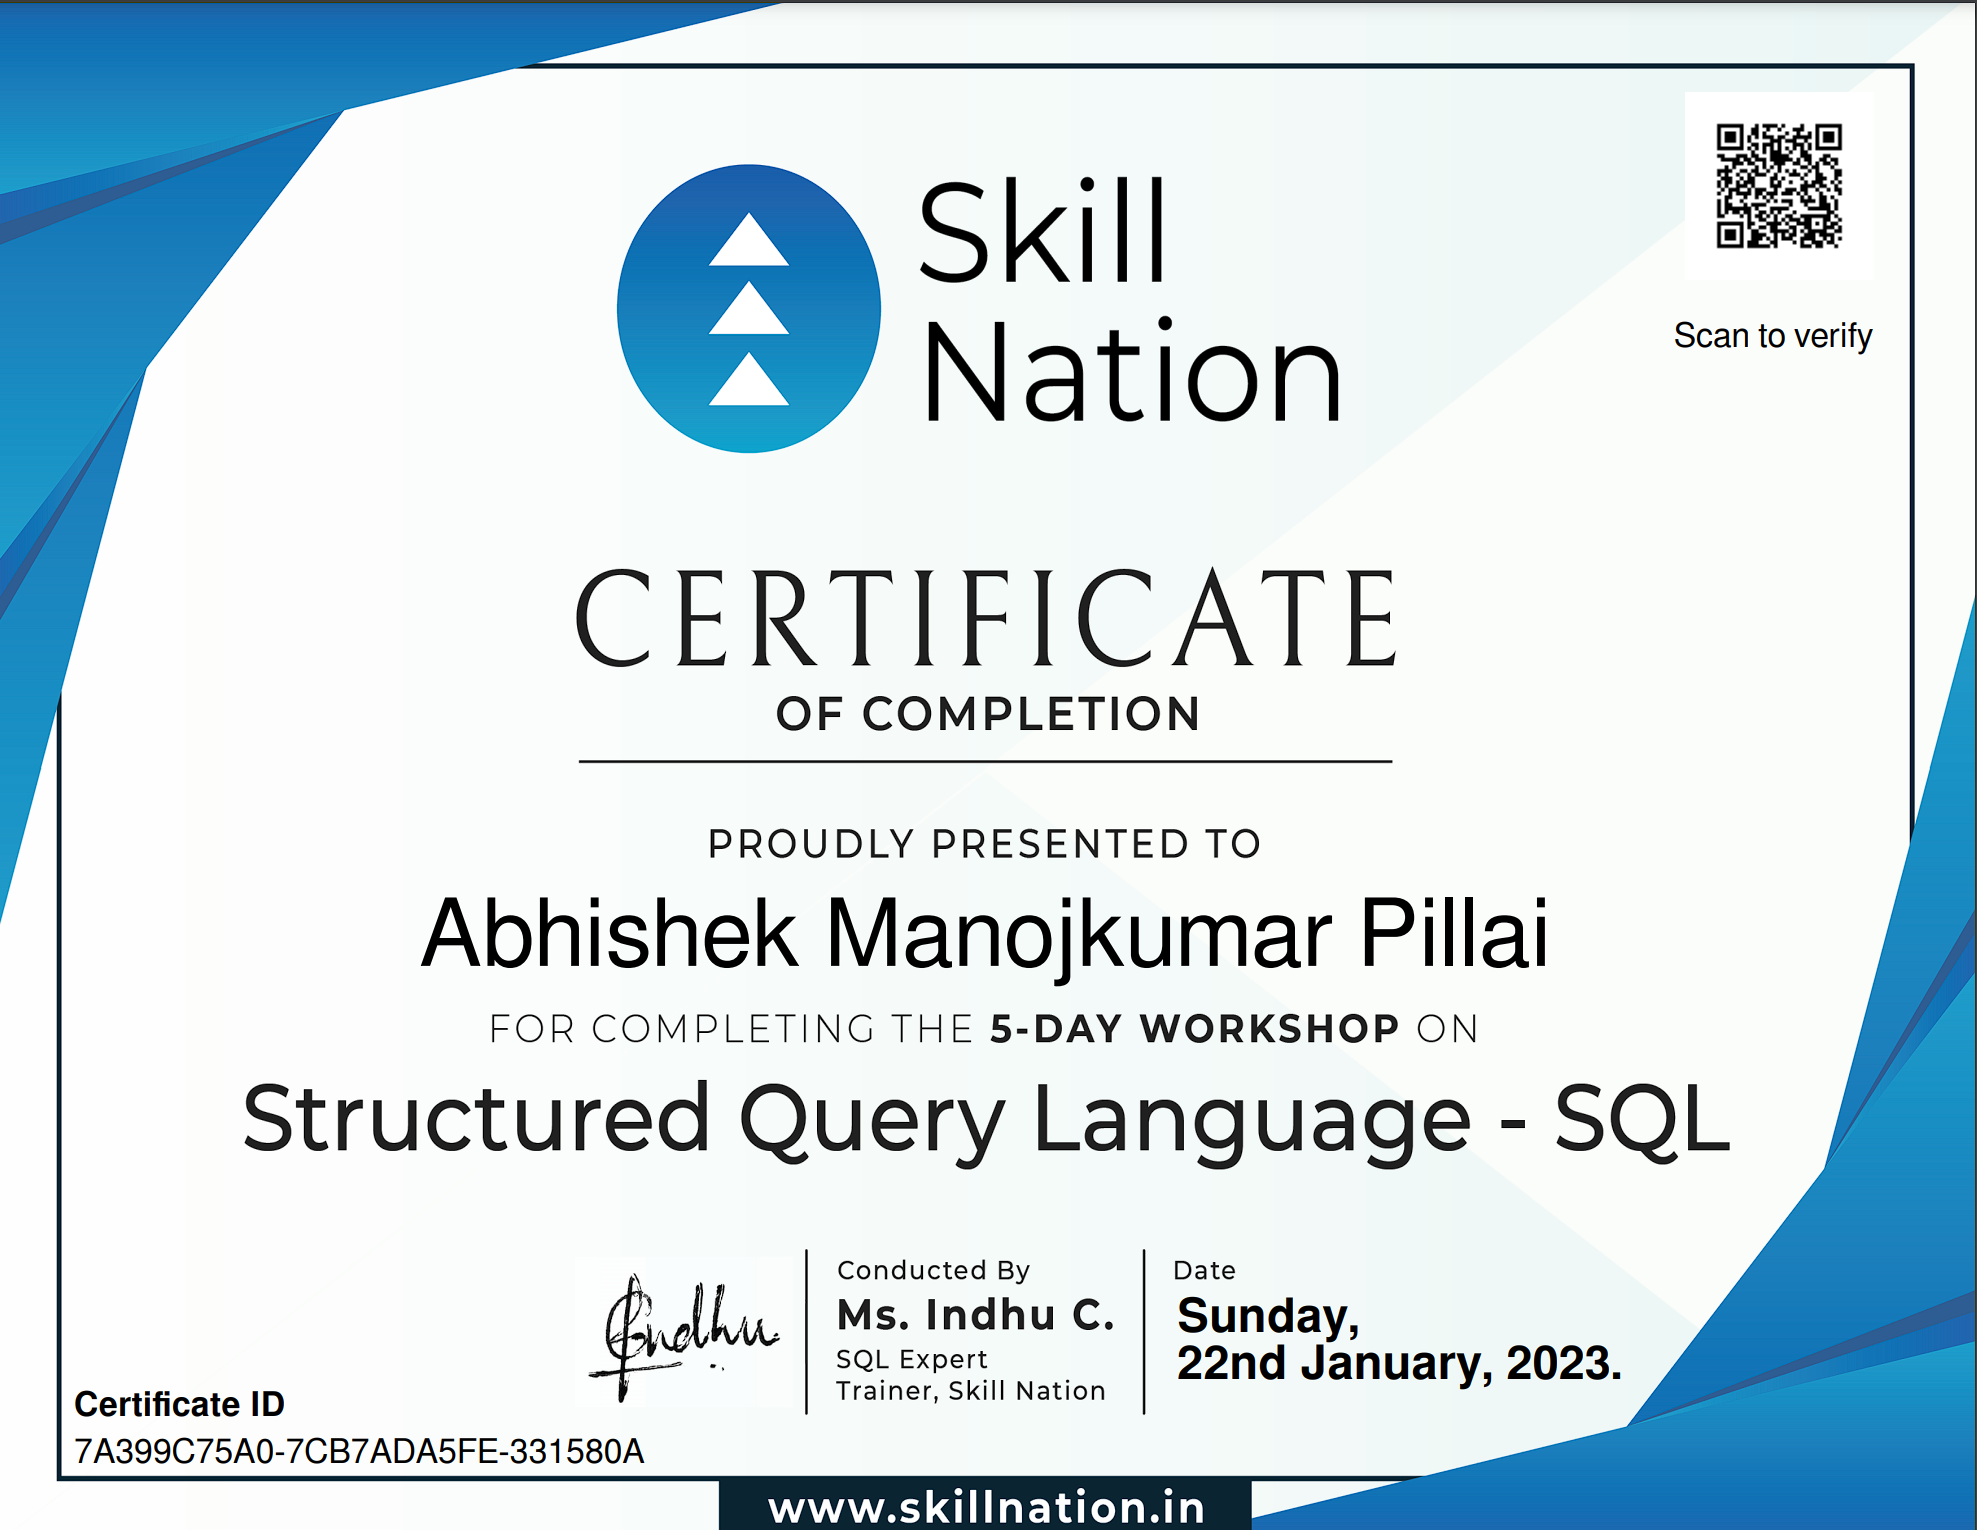 Skill
Nation
Scan to verify
CERTIFICATE
OF COMPLETION
PROUDLY PRESENTED TO
Abhishek Manojkumar Pillai
FOR COMPLETING THE 5-DAY WORKSHOP ON
Structured Query Language - SQL
Indhu
Conducted By
Ms. Indhu C.
SQL Expert
Trainer, Skill Nation
Date
Sunday,
22nd January, 2023.
Certificate ID
7A399C75A0-7CB7ADA5FE-331580A
www.skillnation.in